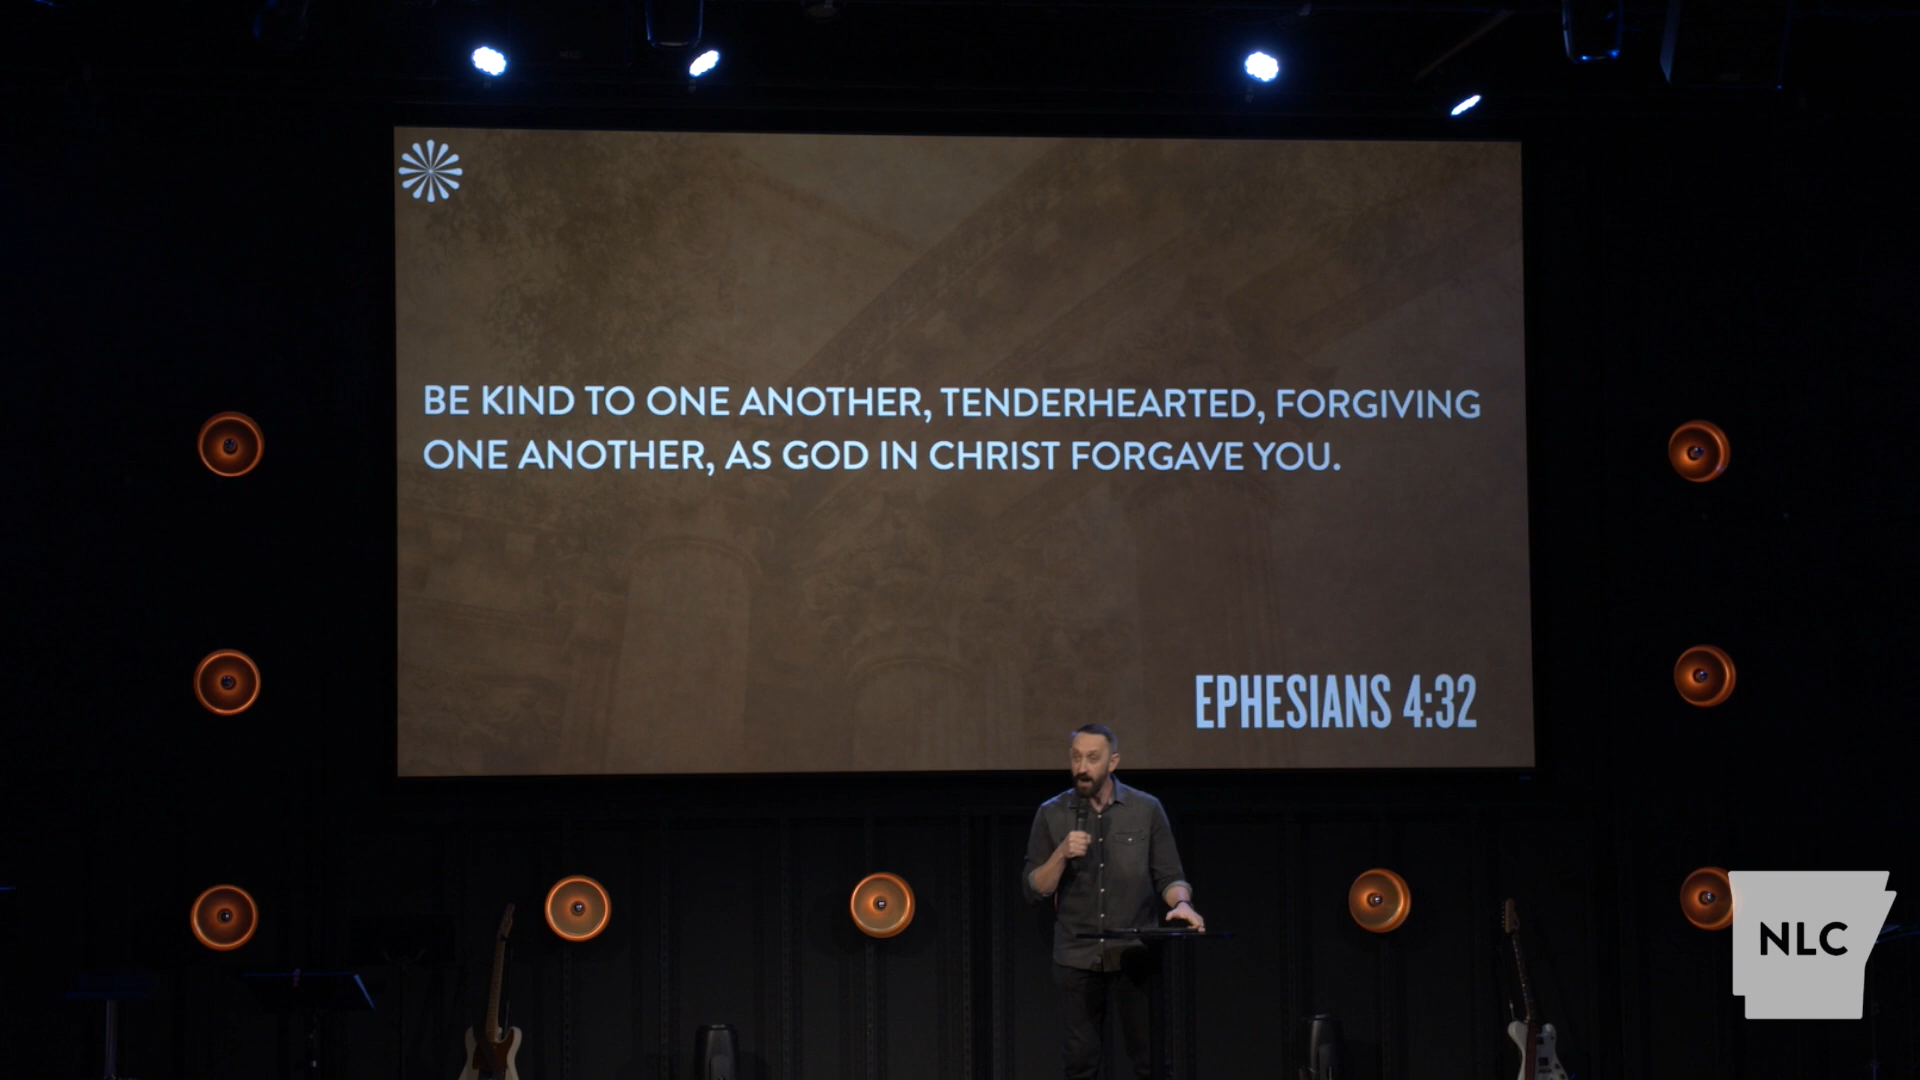 BE KIND TO ONE ANOTHER, TENDERHEARTED, FORGIVING
ONE ANOTHER, AS GOD IN CHRIST FORGAVE YOU.
EPHESIANS 4:32
NLC